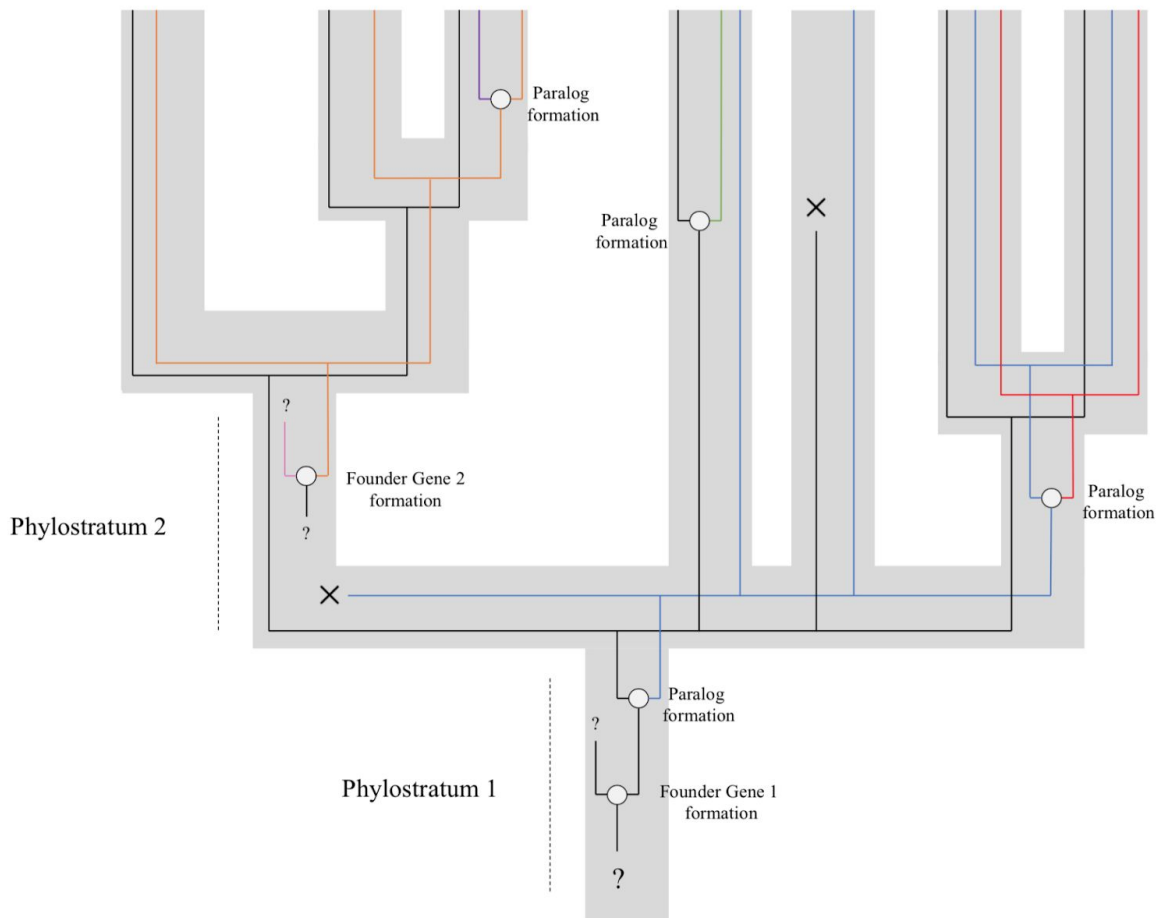 Paralog
formation
Paralog
formation
?
Founder Gene 2
formation
Paralog
formation
?
Phylostratum 2
Paralog
formation
?
Phylostratum 1
Founder Gene 1
formation
?